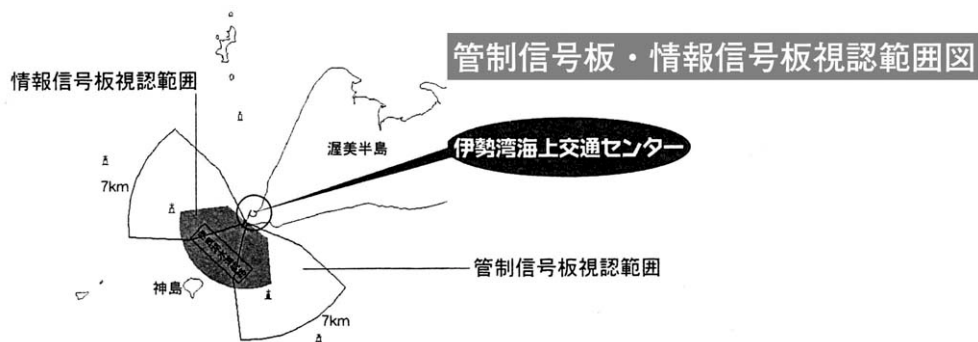 管制信号板・情報信号板視認範囲図
情報信号板視認範囲
渥美半島
伊勢湾海上交通センター
7km
神島
管制信号板視認範囲
7km